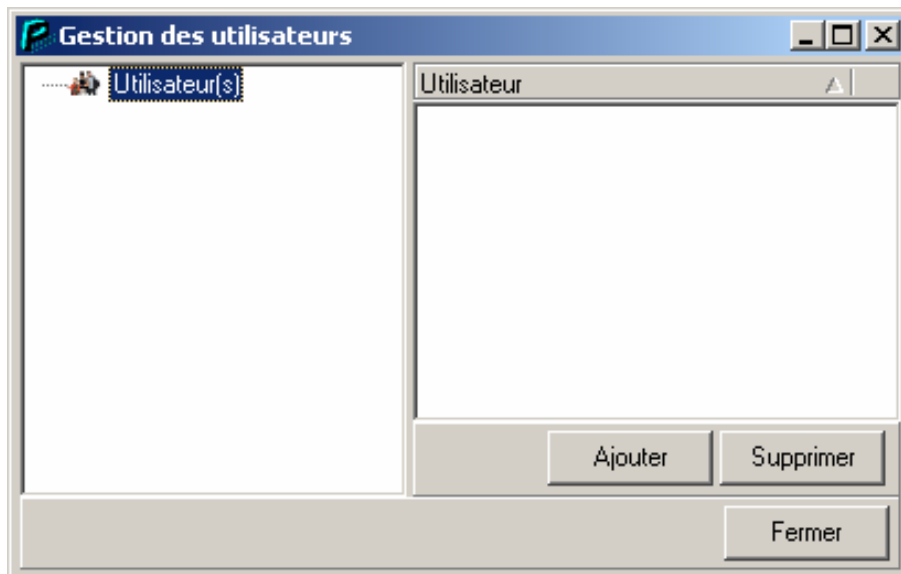 Gestion des utilisateurs
Utilisateur(s)
Utilisateur
Ajouter
Supprimer
Fermer